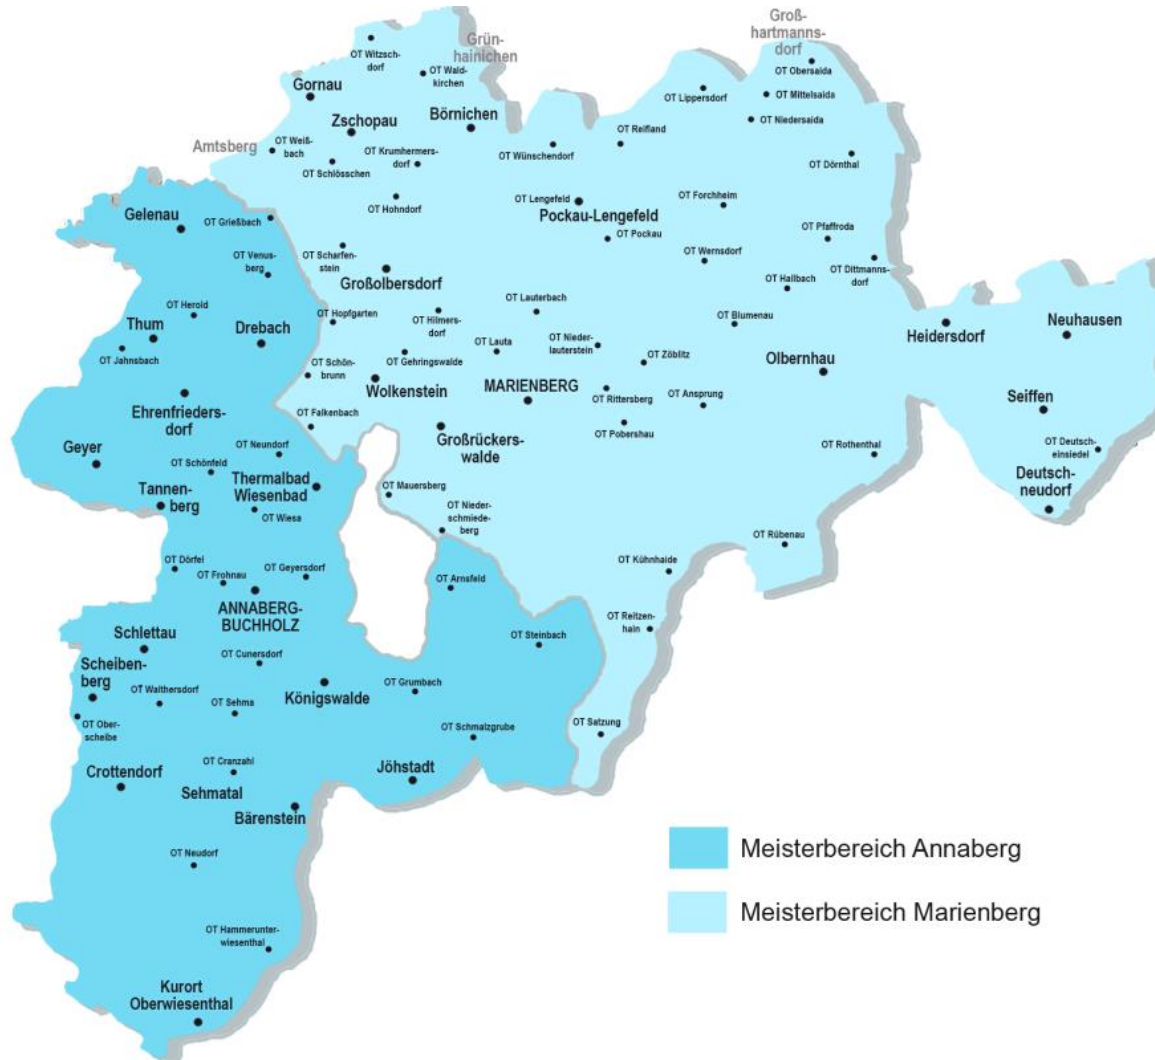 Groß-
hartmanns-
dorf
Grün-
hainichen
OT Witzsch-
dorf
OT Wald-
kirchen
OT Obersaida
OT Lippersdorf
OT Mittelsaida
Gornau
Börnichen
OT Niedersaida
Zschopau
OT Reifland
Amtsberg
OT Weiß-
bach
OT Krumhermers-
dorf
OT Schlösschen
OT Wünschendorf
OT Dörnthal
OT Hohndorf
OT Lengefeld
OT Forchheim
Pockau-Lengefeld
Gelenau
OT Grießbach
OT Pfaffroda
OT Pockau
OT Scharfen-
stein
OT Venus-
berg
OT Wernsdorf
OT Dittmanns-
dorf
Großolbersdorf
OT Hallbach
OT Lauterbach
OT Herold
OT Hopfgarten
OT Hilmers-
dorf
OT Blumenau
Thum
Drebach
Heidersdorf
Neuhausen
OT Jahnsbach
OT Lauta
OT Nieder-
lauterstein
OT Gehringswalde
OT Zöblitz
Olbernhau
OT Schön-
brunn
Wolkenstein
MARIENBERG
OT Rittersberg
OT Ansprung
Seiffen
Ehrenfrieders-
dorf
OT Falkenbach
OT Pobershau
Großrückers-
walde
Geyer
OT Neundorf
OT Rothenthal
OT Deutsch-
einsiedel
OT Schönfeld
Thermalbad
Wiesenbad
Deutsch-
neudorf
Tannen-
berg
OT Mauersberg
OT Wiesa
OT Nieder-
schmiede-
berg
OT Rübenau
OT Dörfel
OT Frohnau
OT Geyersdorf
OT Kühnhaide
OT Arnsfeld
ANNABERG-
BUCHHOLZ
OT Reitzen-
hain
Schlettau
OT Steinbach
OT Cunersdorf
Scheiben-
berg
OT Walthersdorf
Königswalde
OT Grumbach
OT Sehma
OT Ober-
scheibe
OT Schmalzgrube
OT Satzung
OT Cranzahl
Crottendorf
Jöhstadt
Sehmatal
Bärenstein
Meisterbereich Annaberg
OT Neudorf
Meisterbereich Marienberg
OT Hammerunter-
wiesenthal
Kurort
Oberwiesenthal